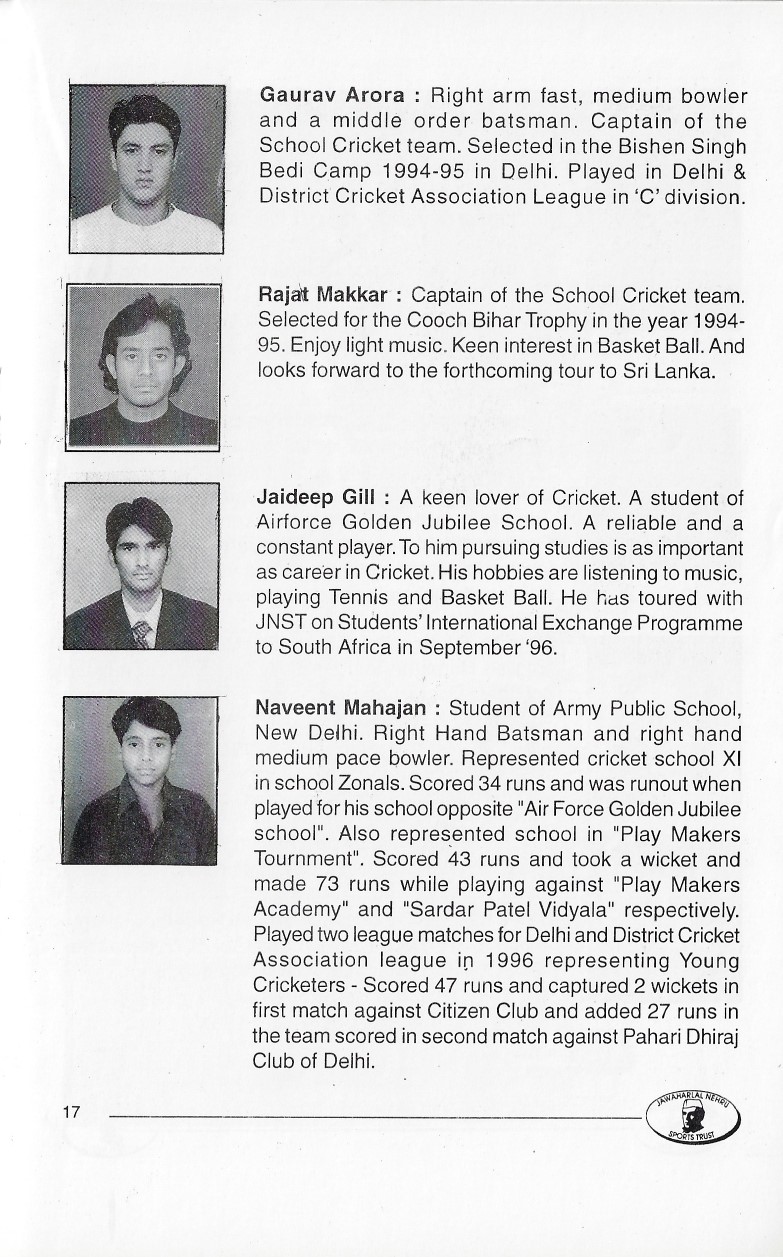 Gaurav Arora : Right arm fast, medium bowler
and a middle order batsman. Captain of the
School Cricket team. Selected in the Bishen Singh
Bedi Camp 1994-95 in Delhi. Played in Delhi &
District Cricket Association League in ‘C’ division.
Rajat Makkar : Captain of the School Cricket team.
Selected for the Cooch Bihar Trophy in the year 1994-
95. Enjoy light music. Keen interest in Basket Ball. And
looks forward to the forthcoming tour to Sri Lanka.
Jaideep Gill : A keen lover of Cricket. A student of
Airforce Golden Jubilee School. A reliable and a
constant player. To him pursuing studies is as important
as career in Cricket. His hobbies are listening to music,
playing Tennis and Basket Ball. He has toured with
JNST on Students’ International Exchange Programme
to South Africa in September ‘96.
Naveent Mahajan : Student of Army Public School,
New Delhi. Right Hand Batsman and right hand
medium pace bowler. Represented cricket school XI
in school Zonals. Scored 34 runs and was runout when
played for his school opposite "Air Force Golden Jubilee
school". Also represented school in "Play Makers
Tournment". Scored 43 runs and took a wicket and
made 73 runs while playing against "Play Makers
Academy" and "Sardar Patel Vidyala" respectively.
Played two league matches for Delhi and District Cricket
Association league in 1996 representing Young
Cricketers - Scored 47 runs and captured 2 wickets in
first match against Citizen Club and added 27 runs in
the team scored in second match against Pahari Dhiraj
Club of Delhi.
17
JAWAHARLAL NEHRU
SPORTS TRUST